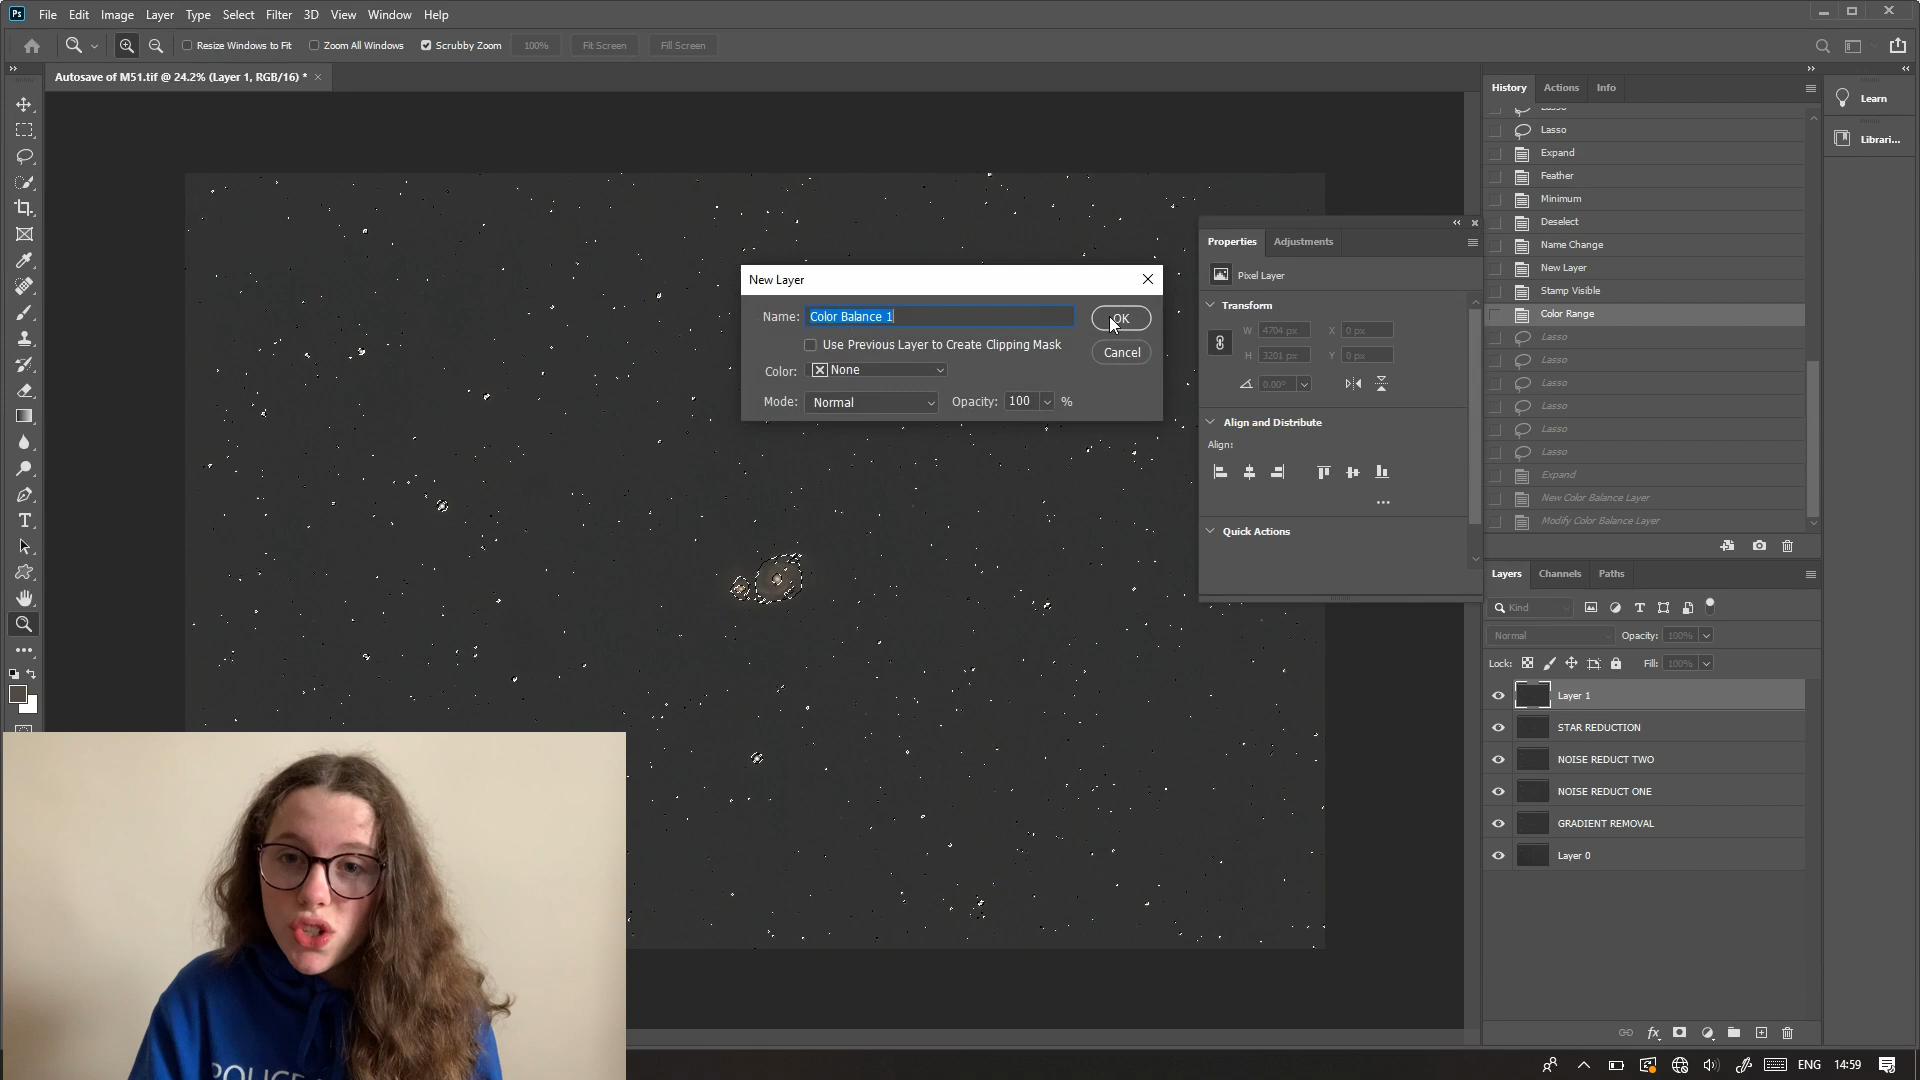 Ps File Edit Image Layer Type Select Filter 3D View Window Help
Resize Windows to Fit Zoom All Windows Scrubby Zoom 100% Fit Screen Fill Screen
Autosave of M51.tif @ 24.2% (Layer 1, RGB/16) *
History Actions Info
Learn
Librari...
Lasso
Lasso
Expand
Feather
Minimum
Deselect
Name Change
New Layer
Stamp Visible
Color Range
Lasso
Lasso
Lasso
Lasso
Lasso
Lasso
Expand
New Color Balance Layer
Modify Color Balance Layer
Properties Adjustments
Pixel Layer
Transform
W 4704 px X 0 px
H 3201 px Y 0 px
0.00°
Align and Distribute
Align:
Quick Actions
New Layer
Name: Color Balance 1
OK
Use Previous Layer to Create Clipping Mask
Cancel
Color: None
Mode: Normal Opacity: 100 %
Layers Channels Paths
Kind
Normal Opacity: 100%
Lock: Fill: 100%
Layer 1
STAR REDUCTION
NOISE REDUCT TWO
NOISE REDUCT ONE
GRADIENT REMOVAL
Layer 0
fx
POLICE
ENG 14:59